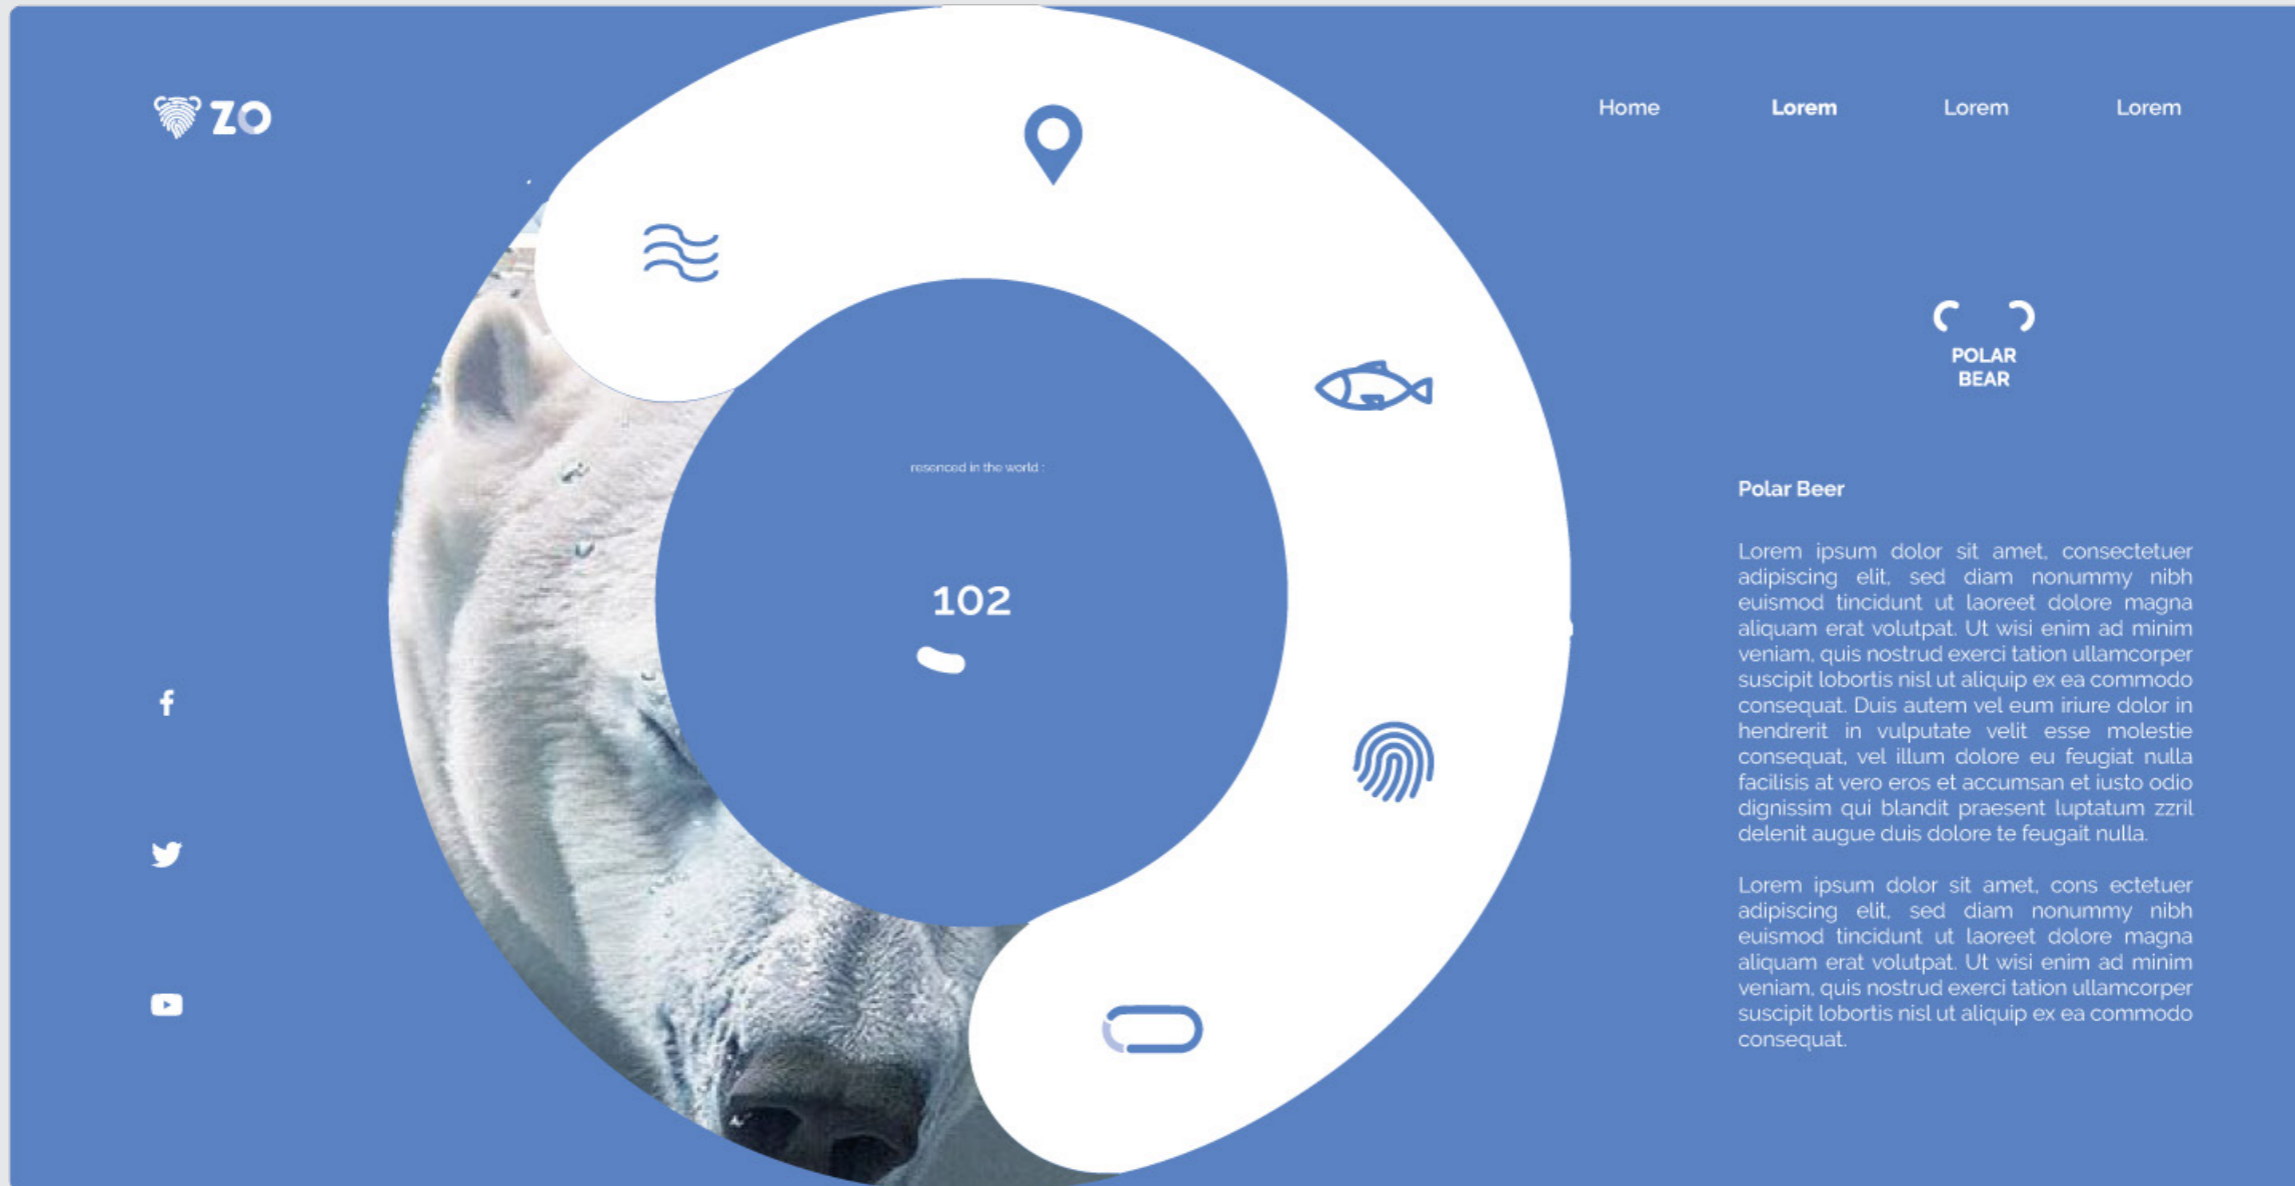 ZO
Home
Lorem
Lorem
Lorem
POLAR
BEAR
resenced in the world :
102
Polar Beer
Lorem ipsum dolor sit amet, consectetuer
adipiscing elit, sed diam nonummy nibh
euismod tincidunt ut laoreet dolore magna
aliquam erat volutpat. Ut wisi enim ad minim
veniam, quis nostrud exerci tation ullamcorper
suscipit lobortis nisl ut aliquip ex ea commodo
consequat. Duis autem vel eum iriure dolor in
hendrerit in vulputate velit esse molestie
consequat, vel illum dolore eu feugiat nulla
facilisis at vero eros et accumsan et iusto odio
dignissim qui blandit praesent luptatum zzril
delenit augue duis dolore te feugait nulla.
Lorem ipsum dolor sit amet, cons ectetuer
adipiscing elit, sed diam nonummy nibh
euismod tincidunt ut laoreet dolore magna
aliquam erat volutpat. Ut wisi enim ad minim
veniam, quis nostrud exerci tation ullamcorper
suscipit lobortis nisl ut aliquip ex ea commodo
consequat.